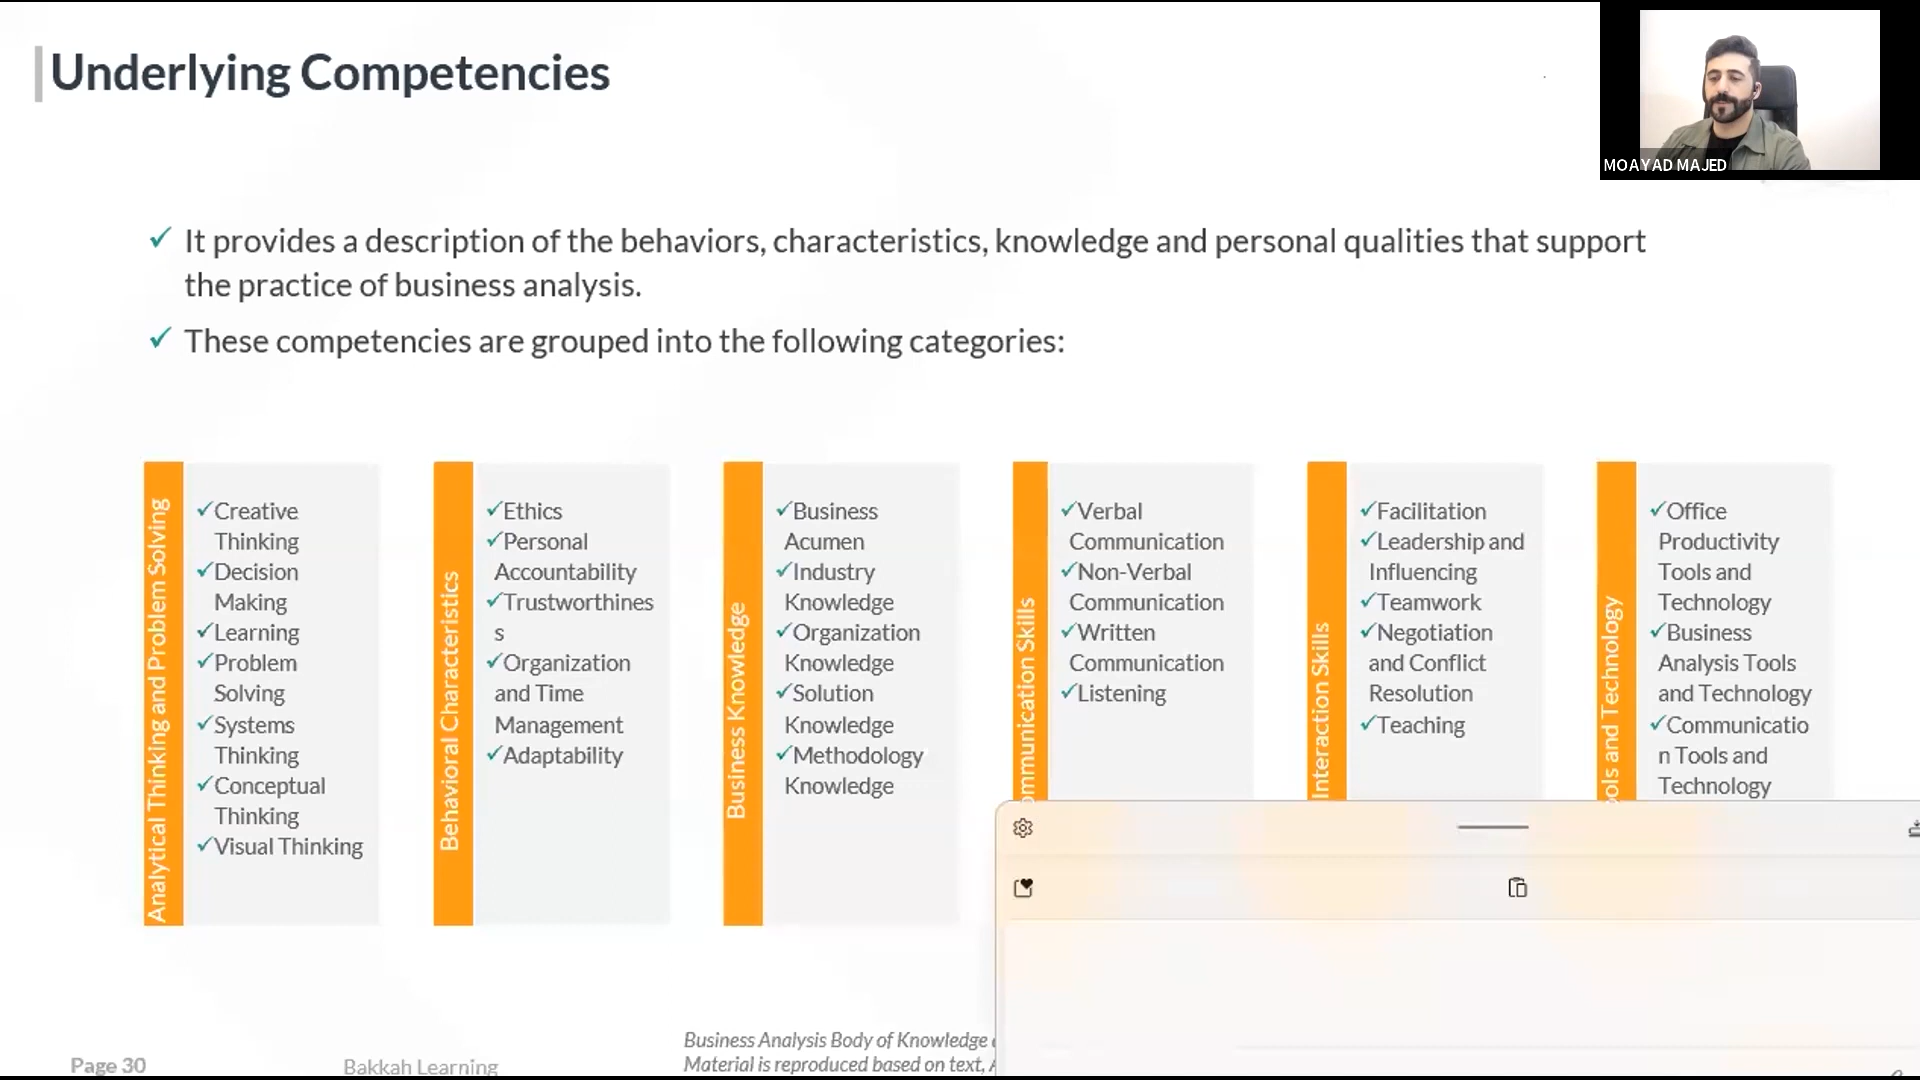 Underlying Competencies
MOAYAD MAJED
It provides a description of the behaviors, characteristics, knowledge and personal qualities that support
the practice of business analysis.
These competencies are grouped into the following categories:
Analytical Thinking and Problem Solving
✓Creative
Thinking
✓Decision
Making
✓Learning
✓Problem
Solving
✓Systems
Thinking
✓Conceptual
Thinking
✓Visual Thinking
Behavioral Characteristics
✓Ethics
✓Personal
Accountability
✓Trustworthines
s
✓Organization
and Time
Management
✓Adaptability
Business Knowledge
✓Business
Acumen
✓Industry
Knowledge
✓Organization
Knowledge
✓Solution
Knowledge
✓Methodology
Knowledge
ommunication Skills
✓Verbal
Communication
✓Non-Verbal
Communication
✓Written
Communication
✓Listening
Interaction Skills
✓Facilitation
✓Leadership and
Influencing
✓Teamwork
✓Negotiation
and Conflict
Resolution
✓Teaching
ools and Technology
✓Office
Productivity
Tools and
Technology
✓Business
Analysis Tools
and Technology
✓Communicatio
n Tools and
Technology
Business Analysis Body of Knowledge
Material is reproduced based on text,
Page 30
Bakkah Learning